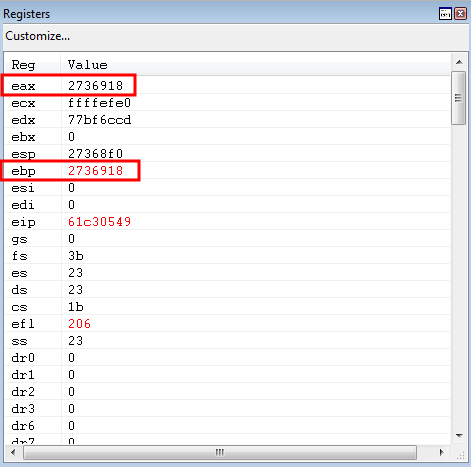 Registers
Customize...
Reg Value
eax 2736918
ecx ffffefe0
edx 77bf6ccd
ebx 0
esp 27368f0
ebp 2736918
esi 0
edi 0
eip 61c30549
gs 0
fs 3b
es 23
ds 23
cs 1b
efl 206
ss 23
dr0 0
dr1 0
dr2 0
dr3 0
dr6 0
dr7 0